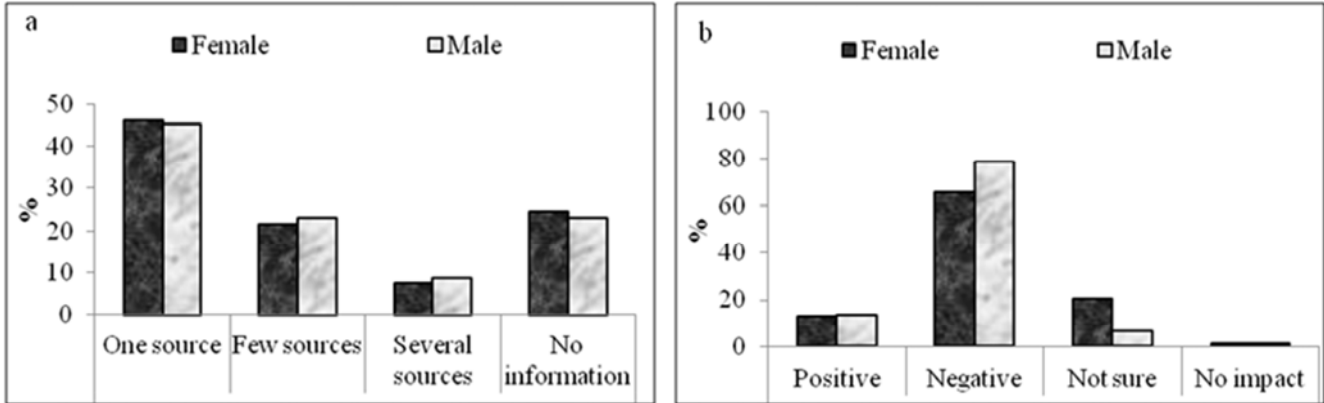 a
Female Male
50
40
30
20
10
0
%
One source Few sources Several sources No information
b
Female Male
100
80
60
40
20
0
%
Positive Negative Not sure No impact